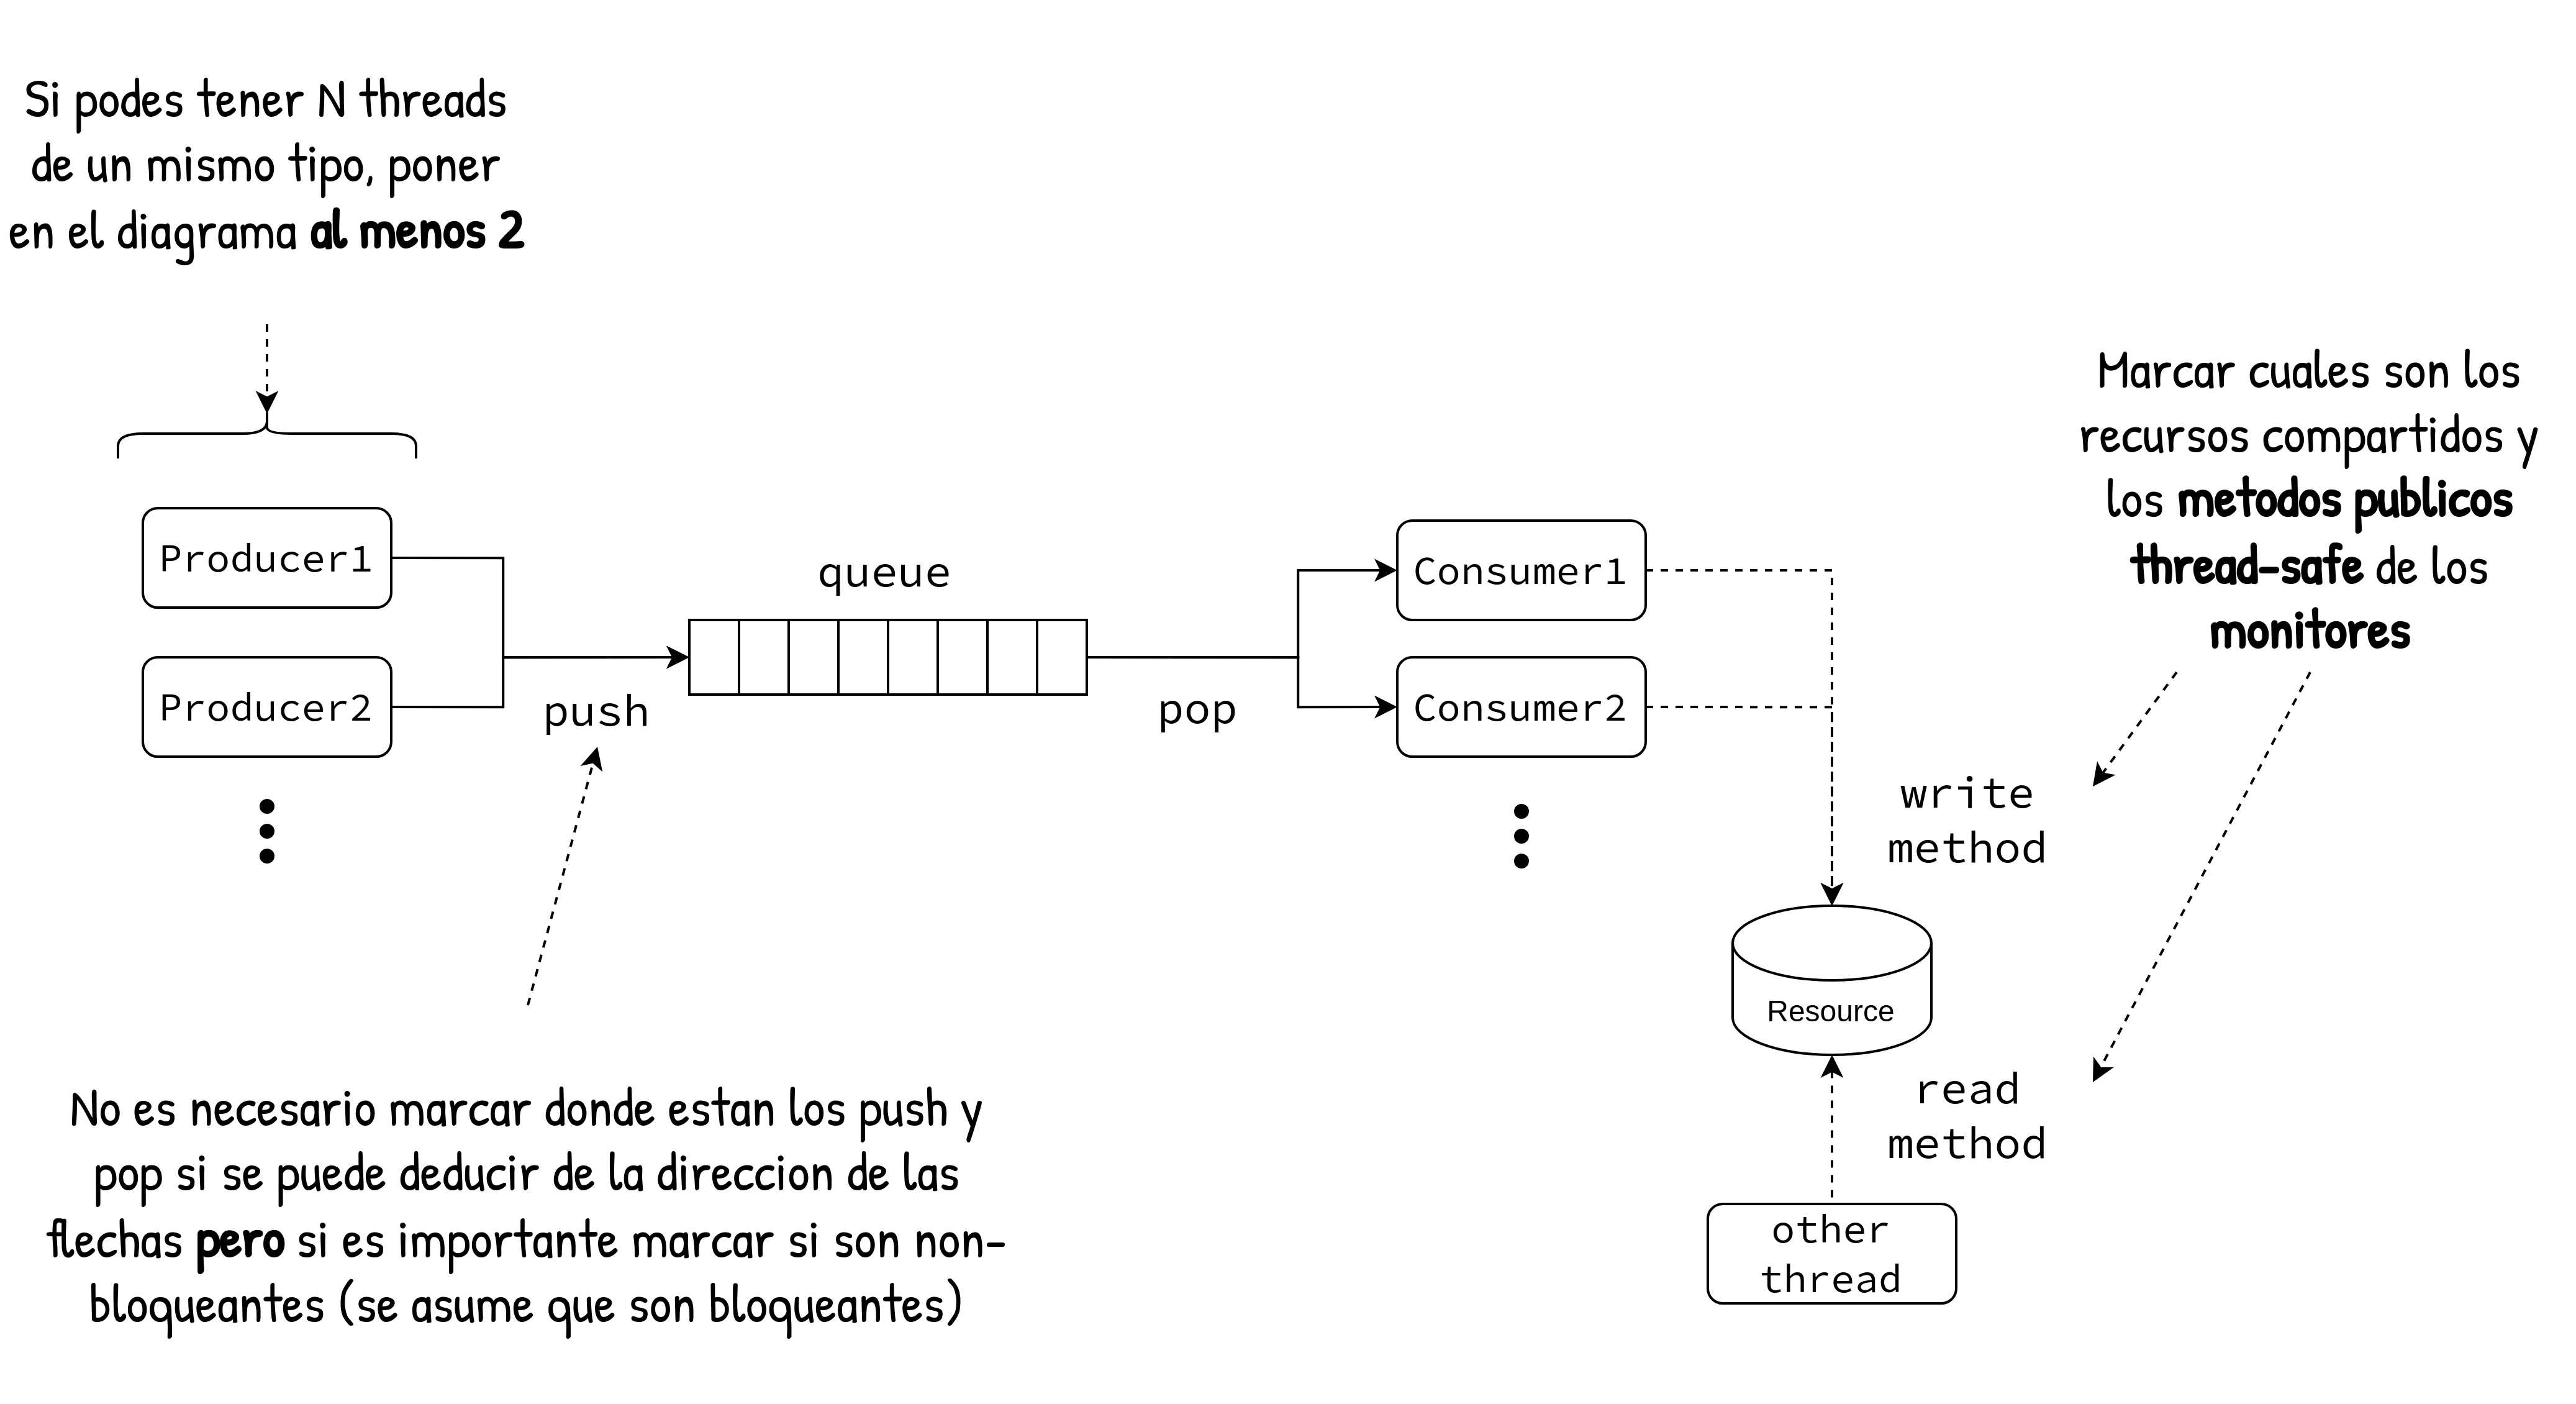 Si podes tener N threads
de un mismo tipo, poner
en el diagrama al menos 2
Producer1
Producer2
push
queue
pop
Consumer1
Consumer2
Marcar cuales son los
recursos compartidos y
los metodos publicos
thread-safe de los
monitores
write
method
Resource
read
method
other
thread
No es necesario marcar donde estan los push y
pop si se puede deducir de la direccion de las
flechas pero si es importante marcar si son non-
bloqueantes (se asume que son bloqueantes)